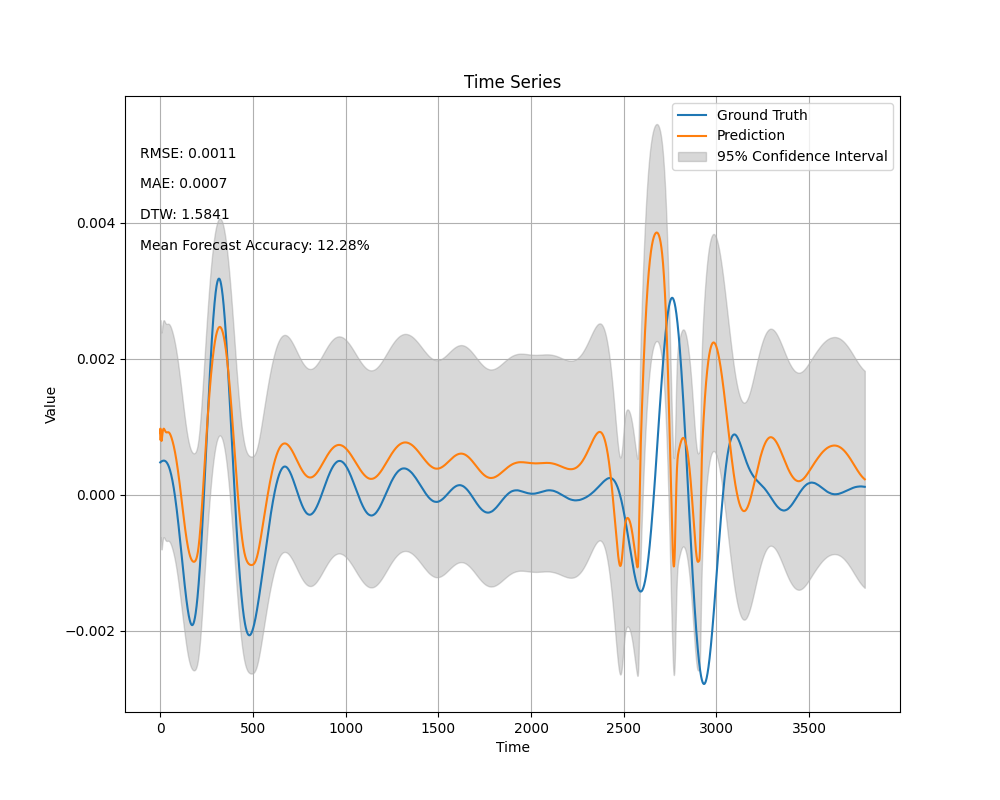 Time Series
Ground Truth
Prediction
95% Confidence Interval
RMSE: 0.0011
MAE: 0.0007
DTW: 1.5841
Mean Forecast Accuracy: 12.28%
0.004
0.002
0.000
−0.002
Value
0 500 1000 1500 2000 2500 3000 3500
Time